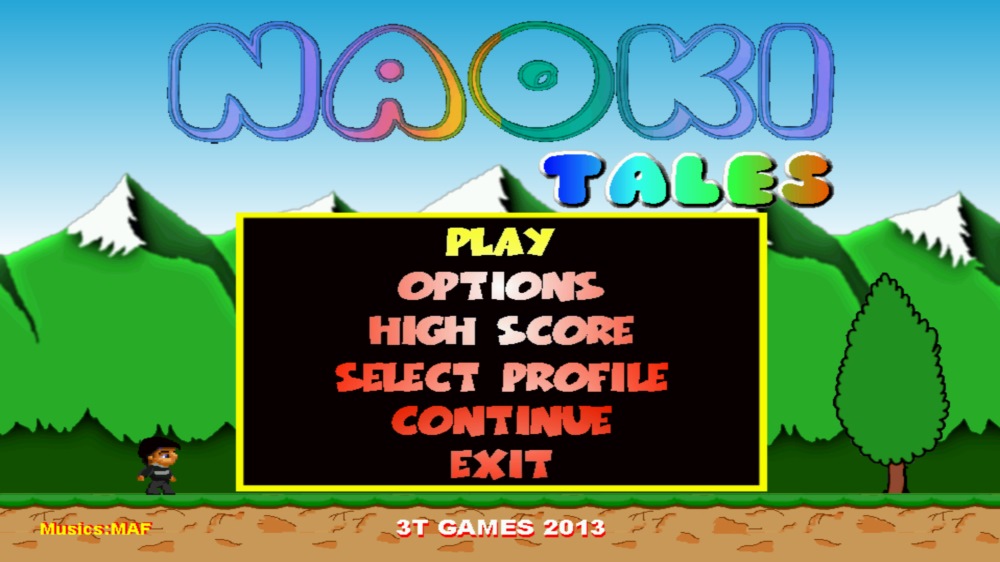 NAOKI
TALES
PLAY
OPTIONS
HIGH SCORE
SELECT PROFILE
CONTINUE
EXIT
Musics:MAF
3T GAMES 2013